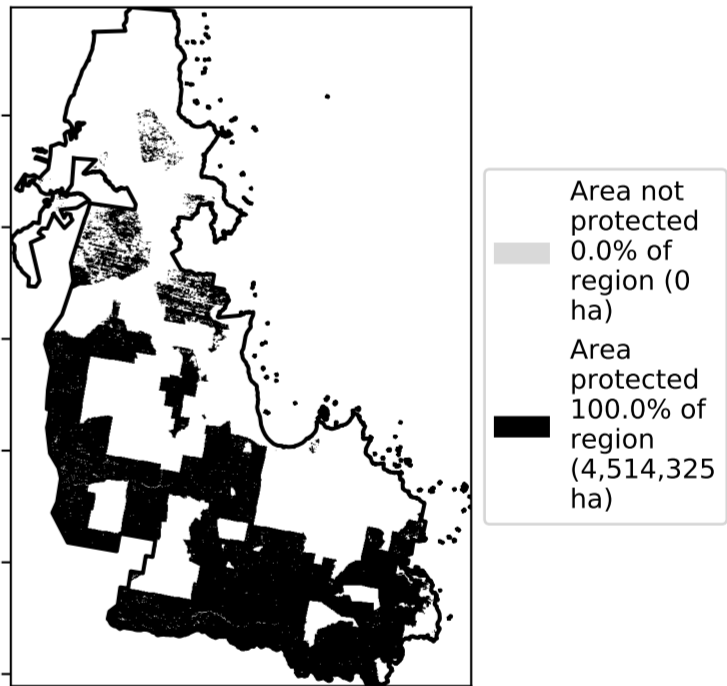 Area not
protected
0.0% of
region (0
ha)
Area
protected
100.0% of
region
(4,514,325
ha)